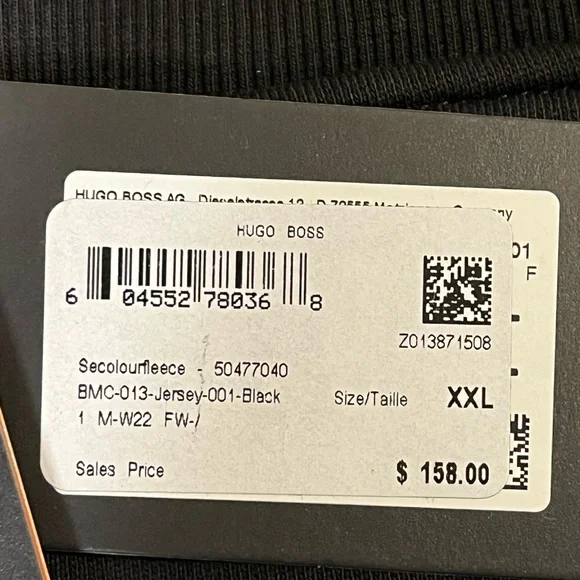 HUGO BOSS AG
HUGO BOSS
01
F
6 04552 78036 8
Z013871508
Secolourfleece - 50477040
BMC-013-Jersey-001-Black
Size/Taille XXL
1 M-W22 FW-/
Sales Price $ 158.00